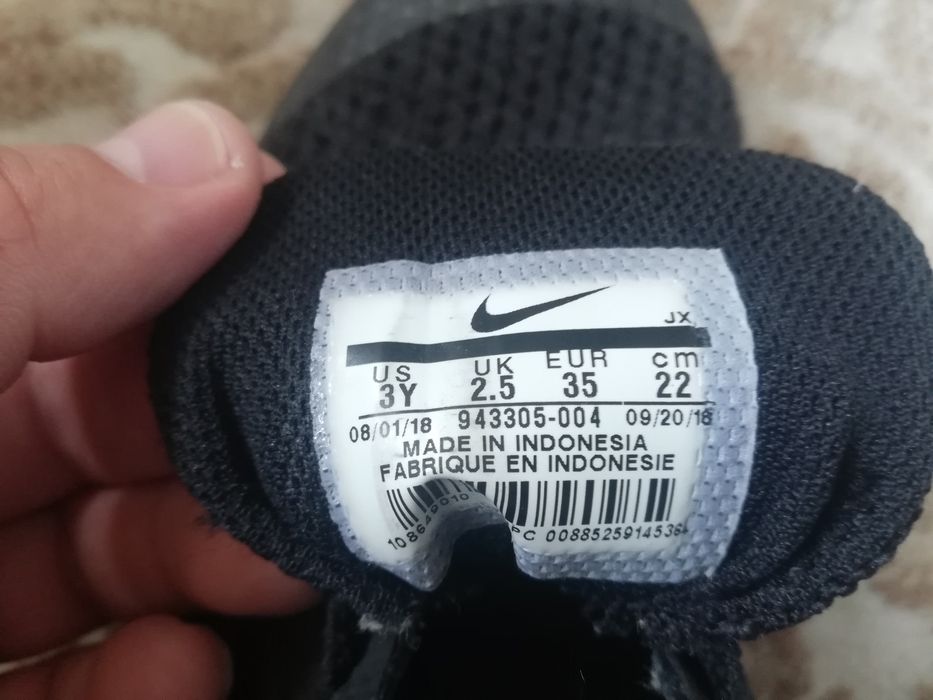 JX
US UK EUR cm
3Y 2.5 35 22
08/01/18 943305-004 09/20/18
MADE IN INDONESIA
FABRIQUE EN INDONESIE